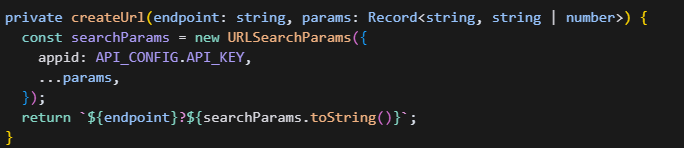 private createUrl(endpoint: string, params: Record<string, string | number>) {
  const searchParams = new URLSearchParams({
    appid: API_CONFIG.API_KEY,
    ...params,
  });
  return `${endpoint}?${searchParams.toString()}`;
}